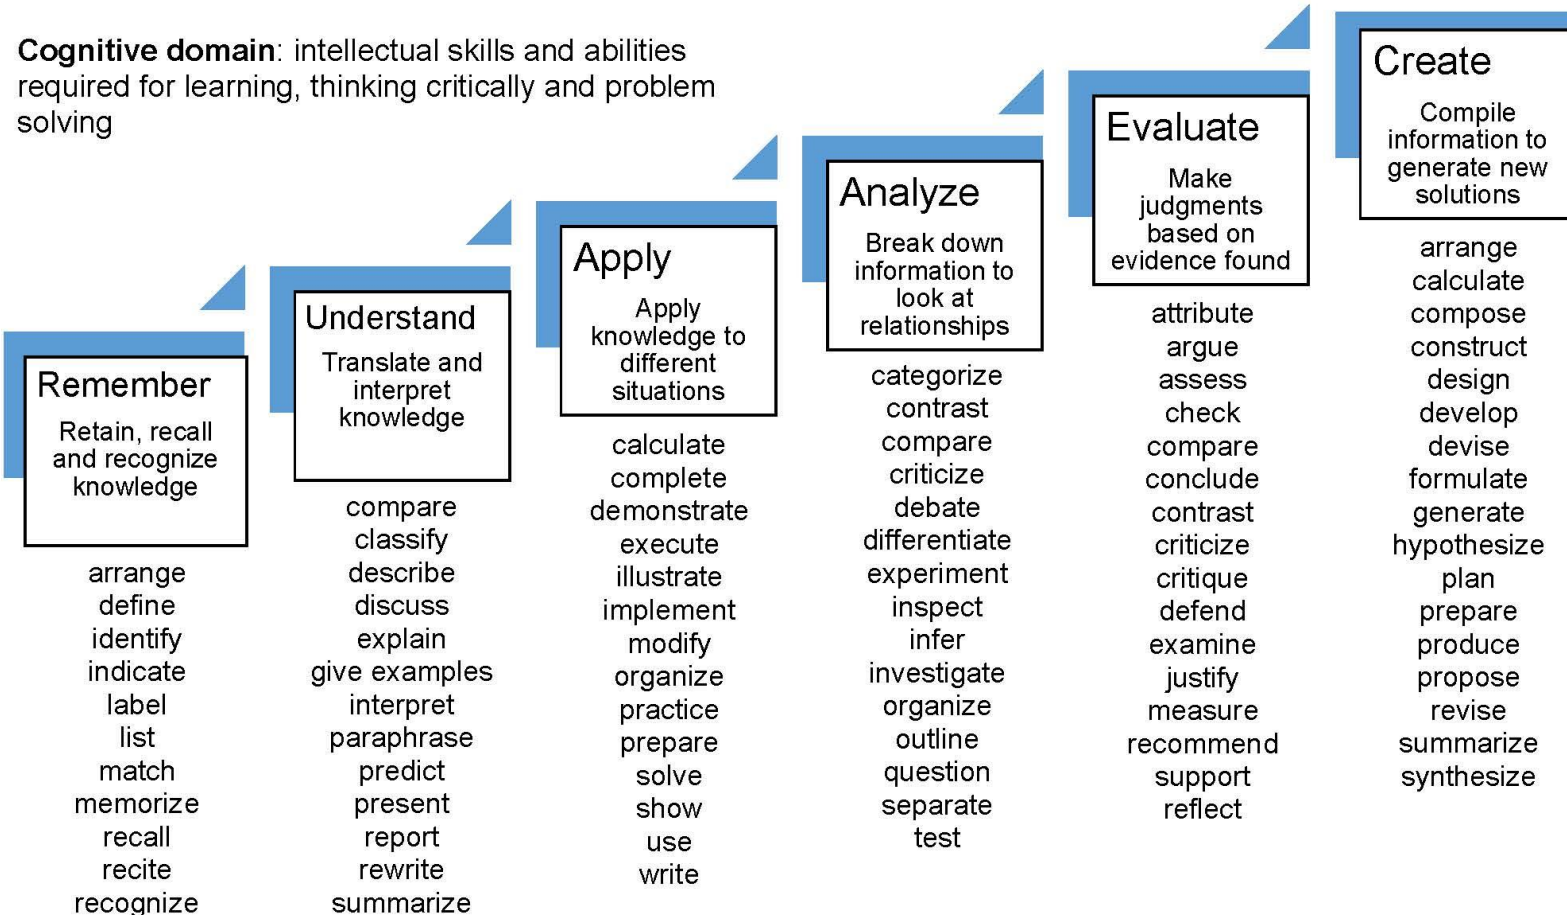 Cognitive domain: intellectual skills and abilities
required for learning, thinking critically and problem
solving
Remember
Retain, recall
and recognize
knowledge
arrange
define
identify
indicate
label
list
match
memorize
recall
recite
recognize
Understand
Translate and
interpret
knowledge
compare
classify
describe
discuss
explain
give examples
interpret
paraphrase
predict
present
report
rewrite
summarize
Apply
Apply
knowledge to
different
situations
calculate
complete
demonstrate
execute
illustrate
implement
modify
organize
practice
prepare
solve
show
use
write
Analyze
Break down
information to
look at
relationships
categorize
contrast
compare
criticize
debate
differentiate
experiment
inspect
infer
investigate
organize
outline
question
separate
test
Evaluate
Make
judgments
based on
evidence found
attribute
argue
assess
check
compare
conclude
contrast
criticize
critique
defend
examine
justify
measure
recommend
support
reflect
Create
Compile
information to
generate new
solutions
arrange
calculate
compose
construct
design
develop
devise
formulate
generate
hypothesize
plan
prepare
produce
propose
revise
summarize
synthesize